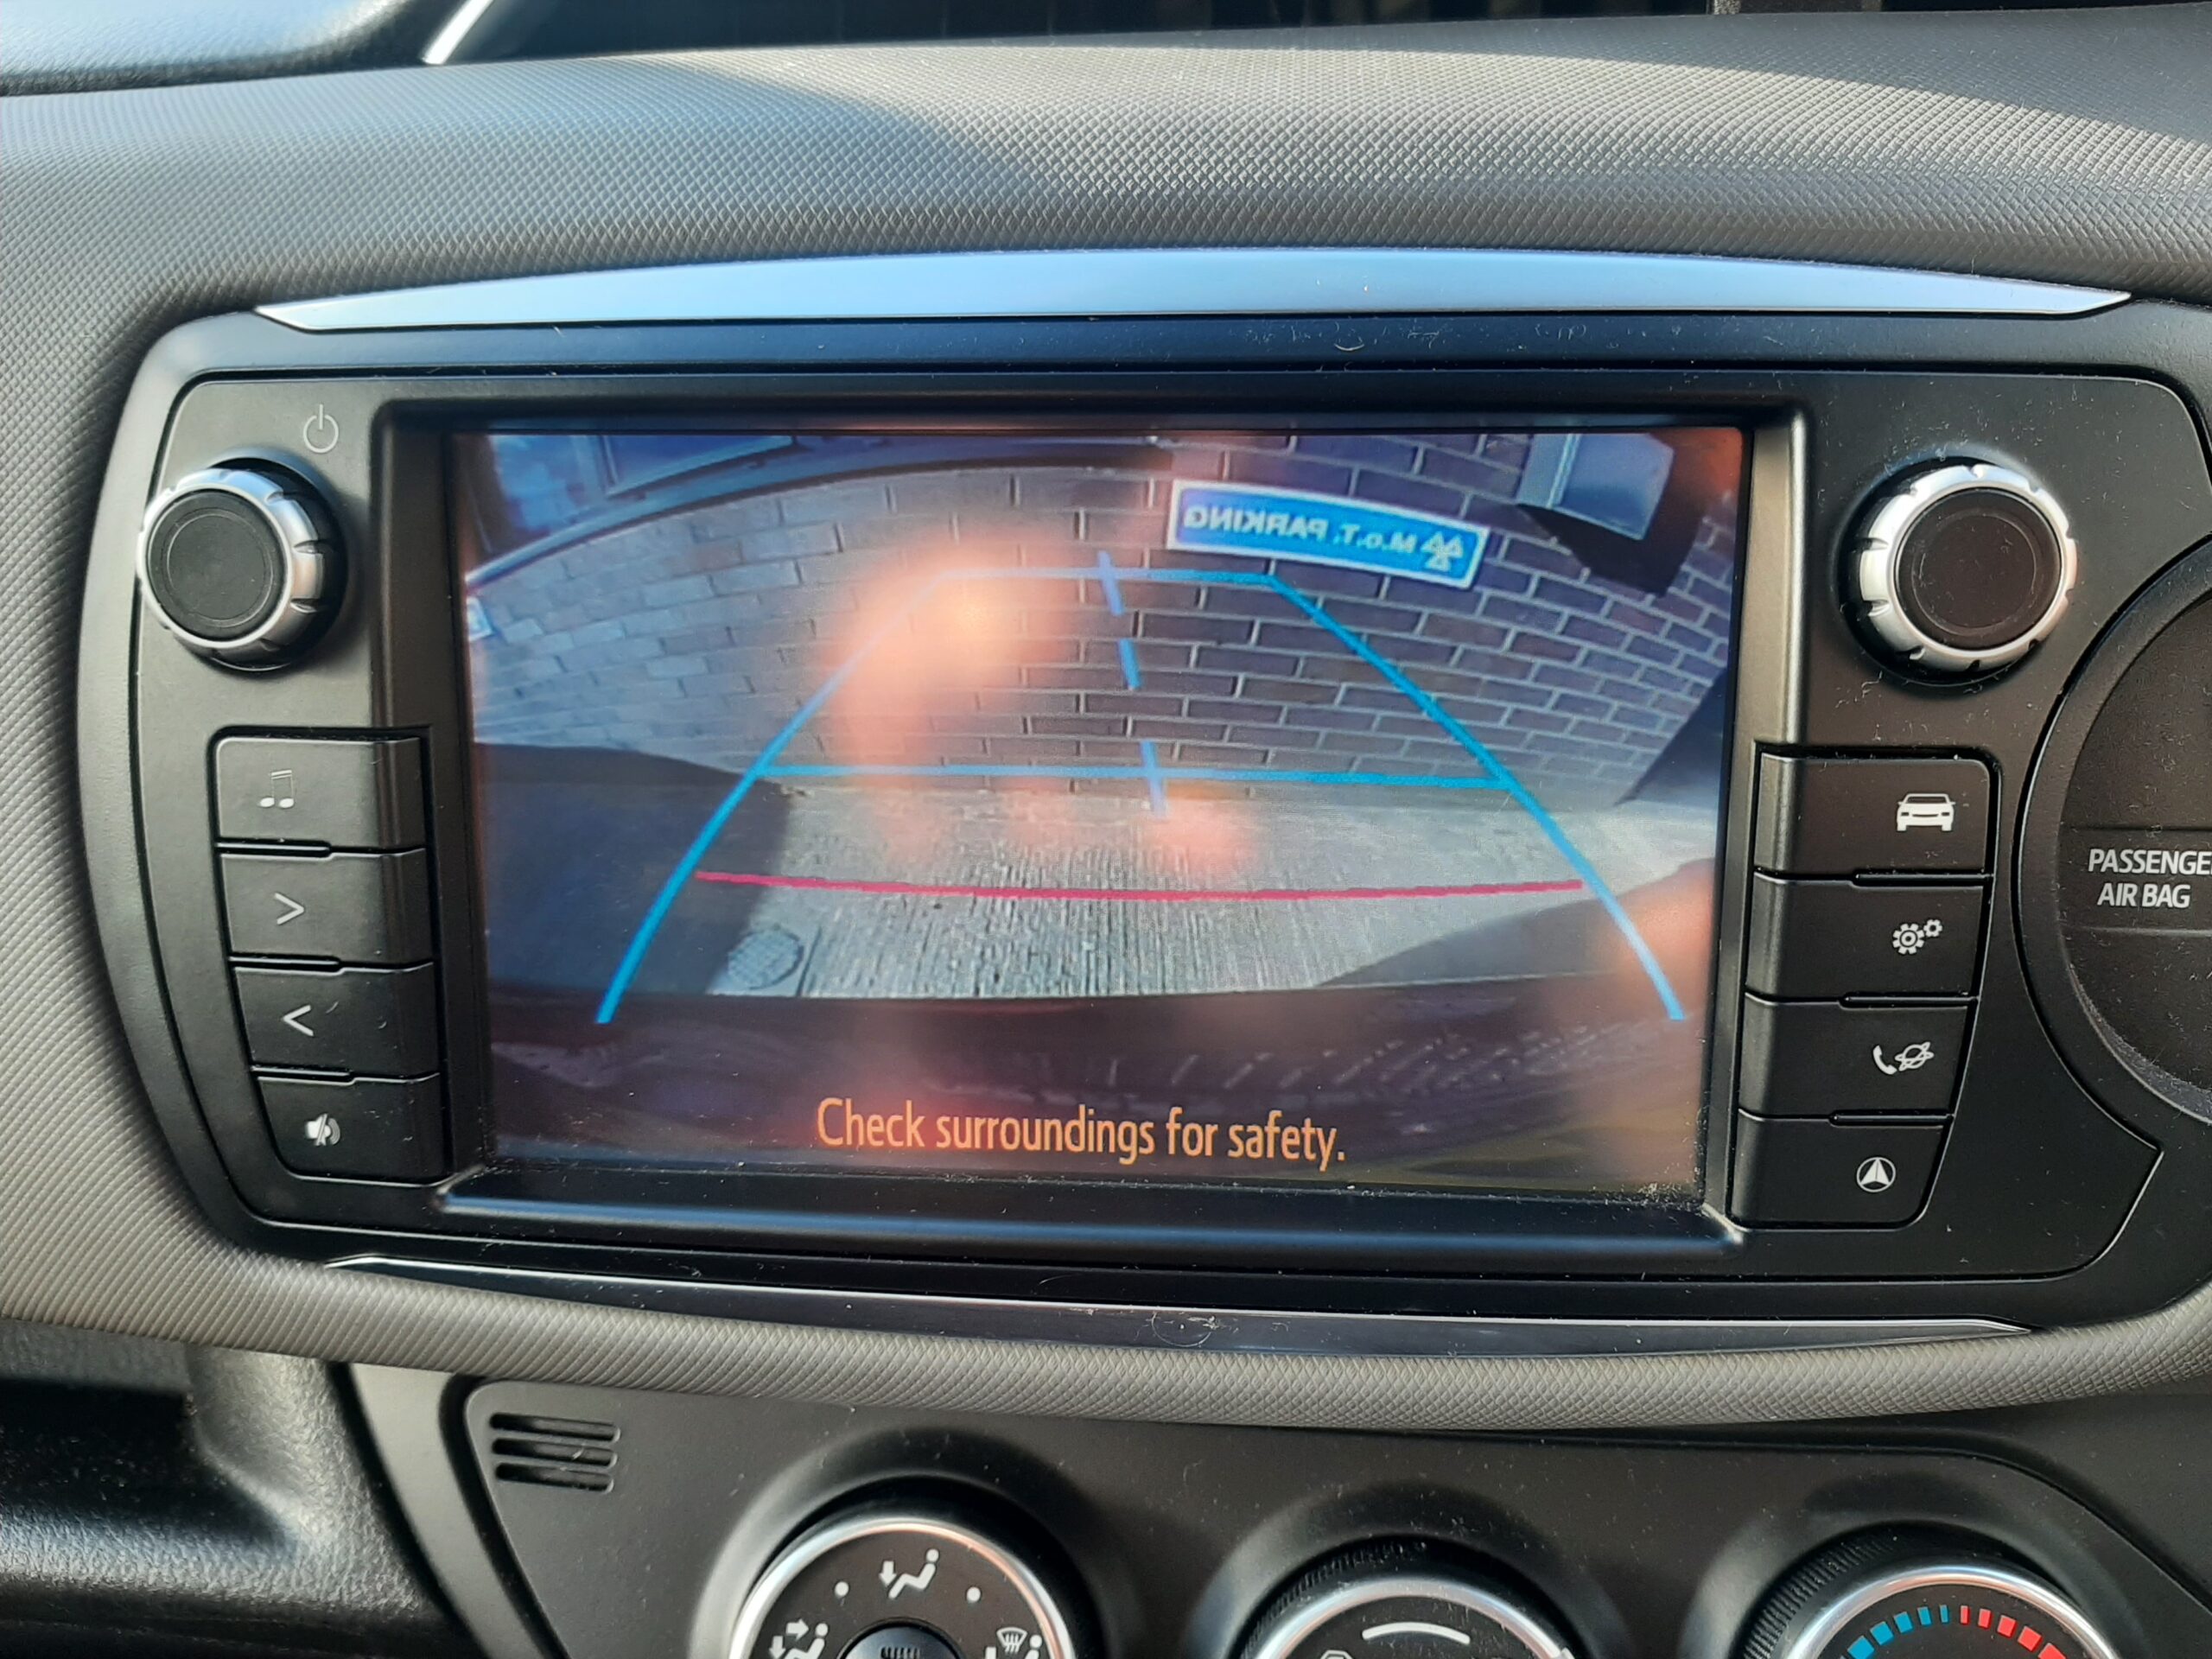 M.o.T. PARKING
PASSENGE
AIR BAG
Check surroundings for safety.